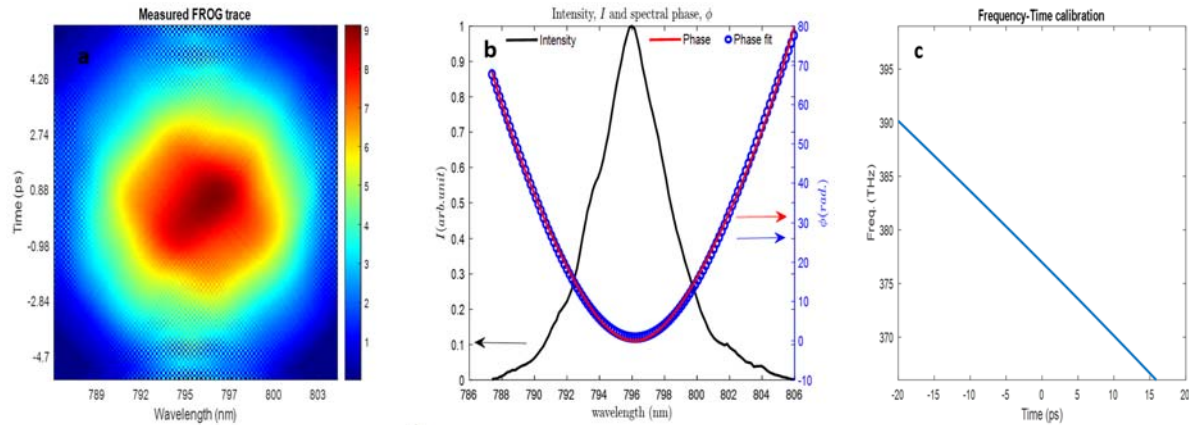 Measured FROG trace
a
4.26
2.74
0.88
-0.98
-2.84
-4.7
Time (ps)
789 792 795 797 800 803
Wavelength (nm)
9
8
7
6
5
4
3
2
1
Intensity, I and spectral phase, ϕ
b
Intensity
Phase
Phase fit
1
0.9
0.8
0.7
0.6
0.5
0.4
0.3
0.2
0.1
0
I(arb.unit)
80
70
60
50
40
30
20
10
0
-10
ϕ(rad.)
786 788 790 792 794 796 798 800 802 804 806
wavelength (nm)
Frequency-Time calibration
c
395
390
385
380
375
370
Freq. (THz)
-20 -15 -10 -5 0 5 10 15 20
Time (ps)